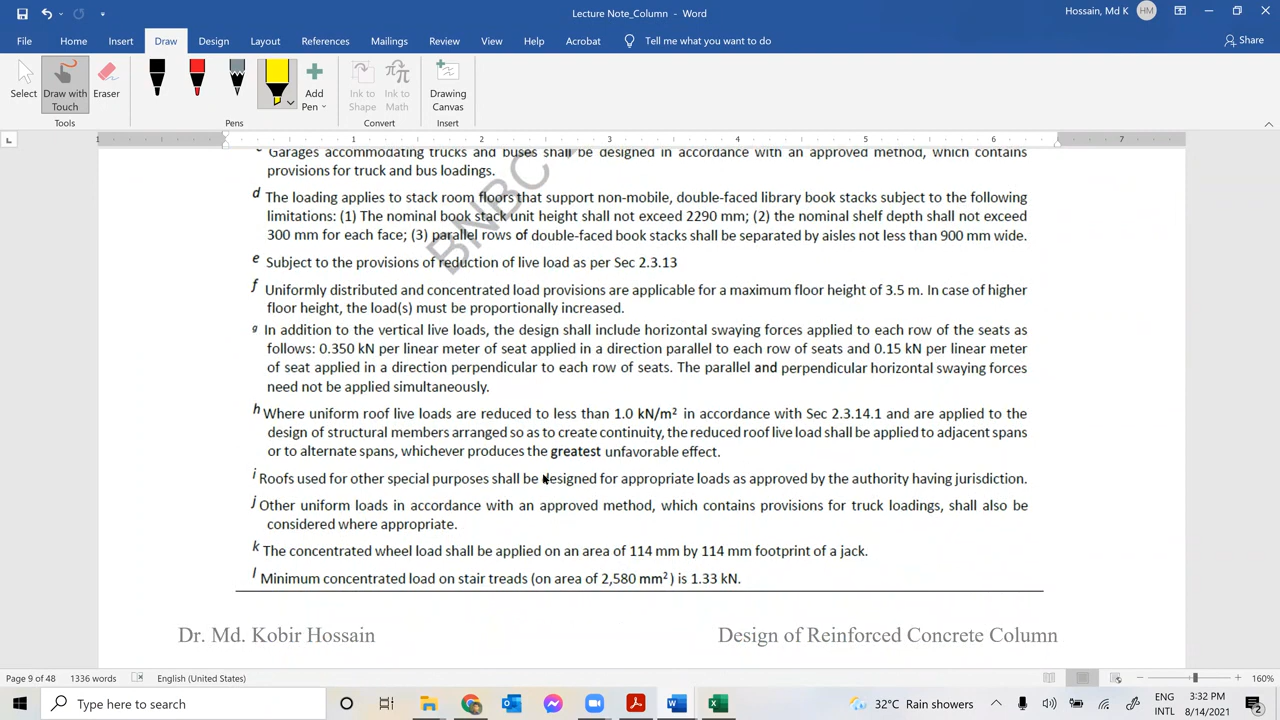 Lecture Note_Column - Word
Hossain, Md K
HM
File
Home
Insert
Draw
Design
Layout
References
Mailings
Review
View
Help
Acrobat
Tell me what you want to do
Share
Select
Draw with Touch
Eraser
Add Pen
Ink to Shape
Ink to Math
Drawing Canvas
Tools
Pens
Convert
Insert
1
1
2
3
4
5
6
7
Garages accommodating trucks and buses shall be designed in accordance with an approved method, which contains
provisions for truck and bus loadings.
d The loading applies to stack room floors that support non-mobile, double-faced library book stacks subject to the following
limitations: (1) The nominal book stack unit height shall not exceed 2290 mm; (2) the nominal shelf depth shall not exceed
300 mm for each face; (3) parallel rows of double-faced book stacks shall be separated by aisles not less than 900 mm wide.
e Subject to the provisions of reduction of live load as per Sec 2.3.13
f Uniformly distributed and concentrated load provisions are applicable for a maximum floor height of 3.5 m. In case of higher
floor height, the load(s) must be proportionally increased.
g In addition to the vertical live loads, the design shall include horizontal swaying forces applied to each row of the seats as
follows: 0.350 kN per linear meter of seat applied in a direction parallel to each row of seats and 0.15 kN per linear meter
of seat applied in a direction perpendicular to each row of seats. The parallel and perpendicular horizontal swaying forces
need not be applied simultaneously.
h Where uniform roof live loads are reduced to less than 1.0 kN/m² in accordance with Sec 2.3.14.1 and are applied to the
design of structural members arranged so as to create continuity, the reduced roof live load shall be applied to adjacent spans
or to alternate spans, whichever produces the greatest unfavorable effect.
i Roofs used for other special purposes shall be designed for appropriate loads as approved by the authority having jurisdiction.
j Other uniform loads in accordance with an approved method, which contains provisions for truck loadings, shall also be
considered where appropriate.
k The concentrated wheel load shall be applied on an area of 114 mm by 114 mm footprint of a jack.
l Minimum concentrated load on stair treads (on area of 2,580 mm²) is 1.33 kN.
BNBC
Dr. Md. Kobir Hossain
Design of Reinforced Concrete Column
Page 9 of 48
1336 words
English (United States)
160%
Type here to search
32°C Rain showers
ENG
INTL
3:32 PM
8/14/2021
2